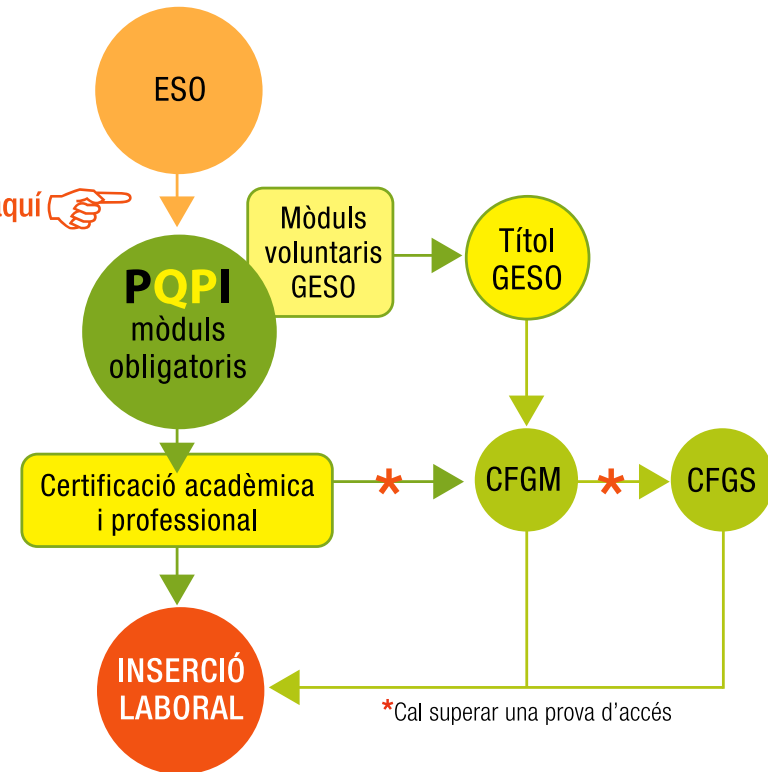 ESO
aquí
Mòduls
voluntaris
GESO
Títol
GESO
PQPI
mòduls
obligatoris
Certificació acadèmica
i professional
*
CFGM
*
CFGS
INSERCIÓ
LABORAL
*Cal superar una prova d'accés